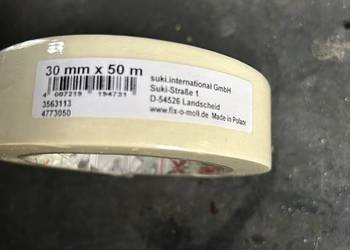 30 mm x 50 m
4 007219 194731
3563113
4773050
suki.international GmbH
Suki-Straße 1
D-54526 Landscheid
www.fix-o-moll.de Made in Poland